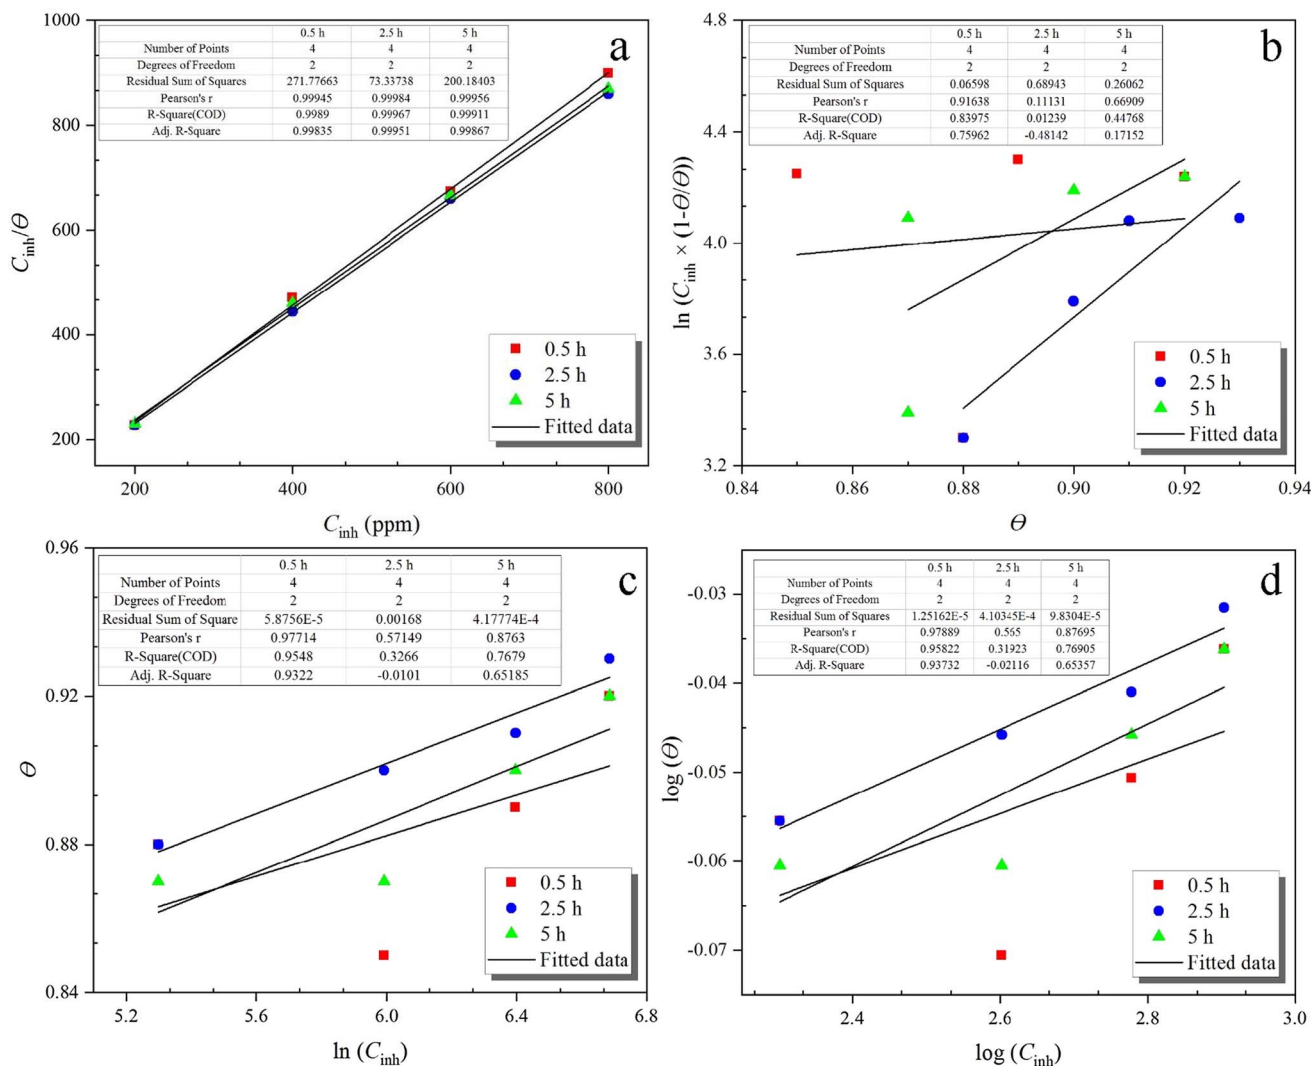 a
0.5 h 2.5 h 5 h
Number of Points 4 4 4
Degrees of Freedom 2 2 2
Residual Sum of Squares 271.77663 73.33738 200.18403
Pearson's r 0.99945 0.99984 0.99956
R-Square(COD) 0.9989 0.99967 0.99911
Adj. R-Square 0.99835 0.99951 0.99867
1000
800
600
400
200
C_inh/Θ
0.5 h
2.5 h
5 h
Fitted data
200 400 600 800
C_inh (ppm)
b
0.5 h 2.5 h 5 h
Number of Points 4 4 4
Degrees of Freedom 2 2 2
Residual Sum of Squares 0.06598 0.68943 0.26062
Pearson's r 0.91638 0.11131 0.66909
R-Square(COD) 0.83975 0.01239 0.44768
Adj. R-Square 0.75962 -0.48142 0.17152
4.8
4.4
4.0
3.6
3.2
ln (C_inh × (1-Θ/Θ))
0.5 h
2.5 h
5 h
Fitted data
0.84 0.86 0.88 0.90 0.92 0.94
Θ
c
0.5 h 2.5 h 5 h
Number of Points 4 4 4
Degrees of Freedom 2 2 2
Residual Sum of Square 5.8756E-5 0.00168 4.17774E-4
Pearson's r 0.97714 0.57149 0.8763
R-Square(COD) 0.9548 0.3266 0.7679
Adj. R-Square 0.9322 -0.0101 0.65185
0.96
0.92
0.88
0.84
Θ
0.5 h
2.5 h
5 h
Fitted data
5.2 5.6 6.0 6.4 6.8
ln (C_inh)
d
0.5 h 2.5 h 5 h
Number of Points 4 4 4
Degrees of Freedom 2 2 2
Residual Sum of Squares 1.25162E-5 4.10345E-4 9.8304E-5
Pearson's r 0.97889 0.565 0.87695
R-Square(COD) 0.95822 0.31923 0.76905
Adj. R-Square 0.93732 -0.02116 0.65357
-0.03
-0.04
-0.05
-0.06
-0.07
log (Θ)
0.5 h
2.5 h
5 h
Fitted data
2.4 2.6 2.8 3.0
log (C_inh)